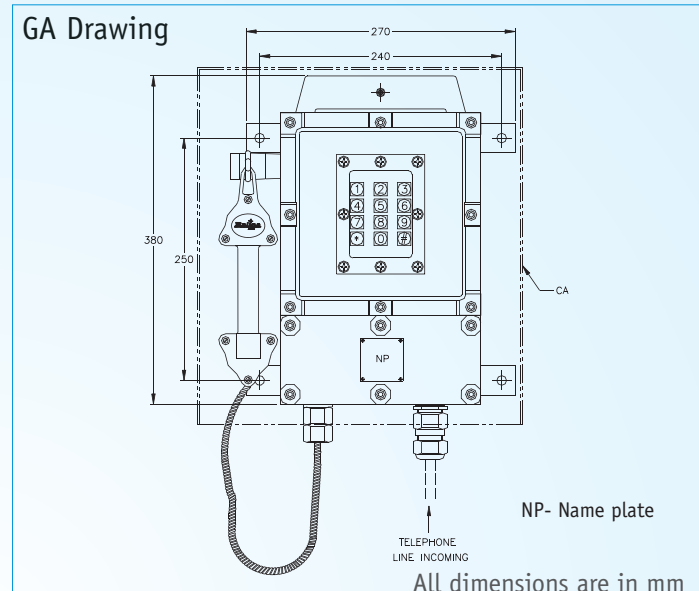 GA Drawing
270
240
1 2 3
4 5 6
7 8 9
* 0 #
380
250
CA
NP
NP- Name plate
TELEPHONE
LINE INCOMING
All dimensions are in mm